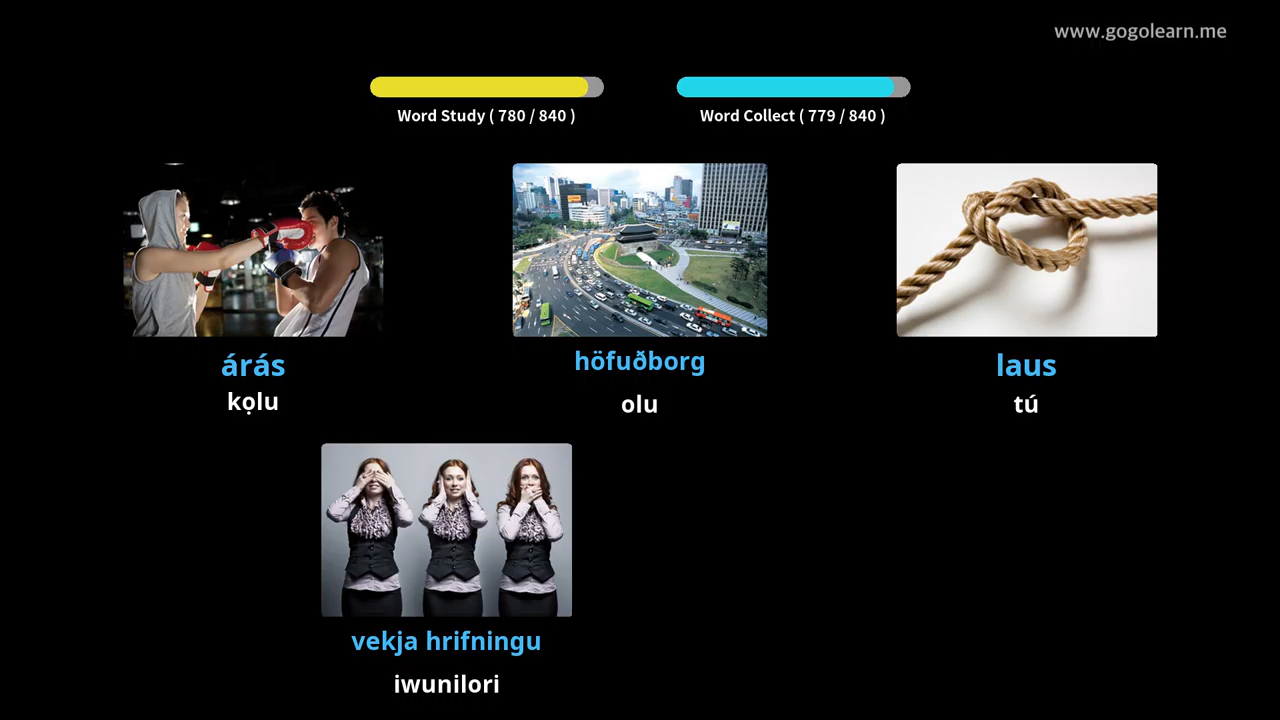 www.gogolearn.me
Word Study ( 780 / 840 )
Word Collect ( 779 / 840 )
árás
kọlu
höfuðborg
olu
laus
tú
vekja hrifningu
iwunilori